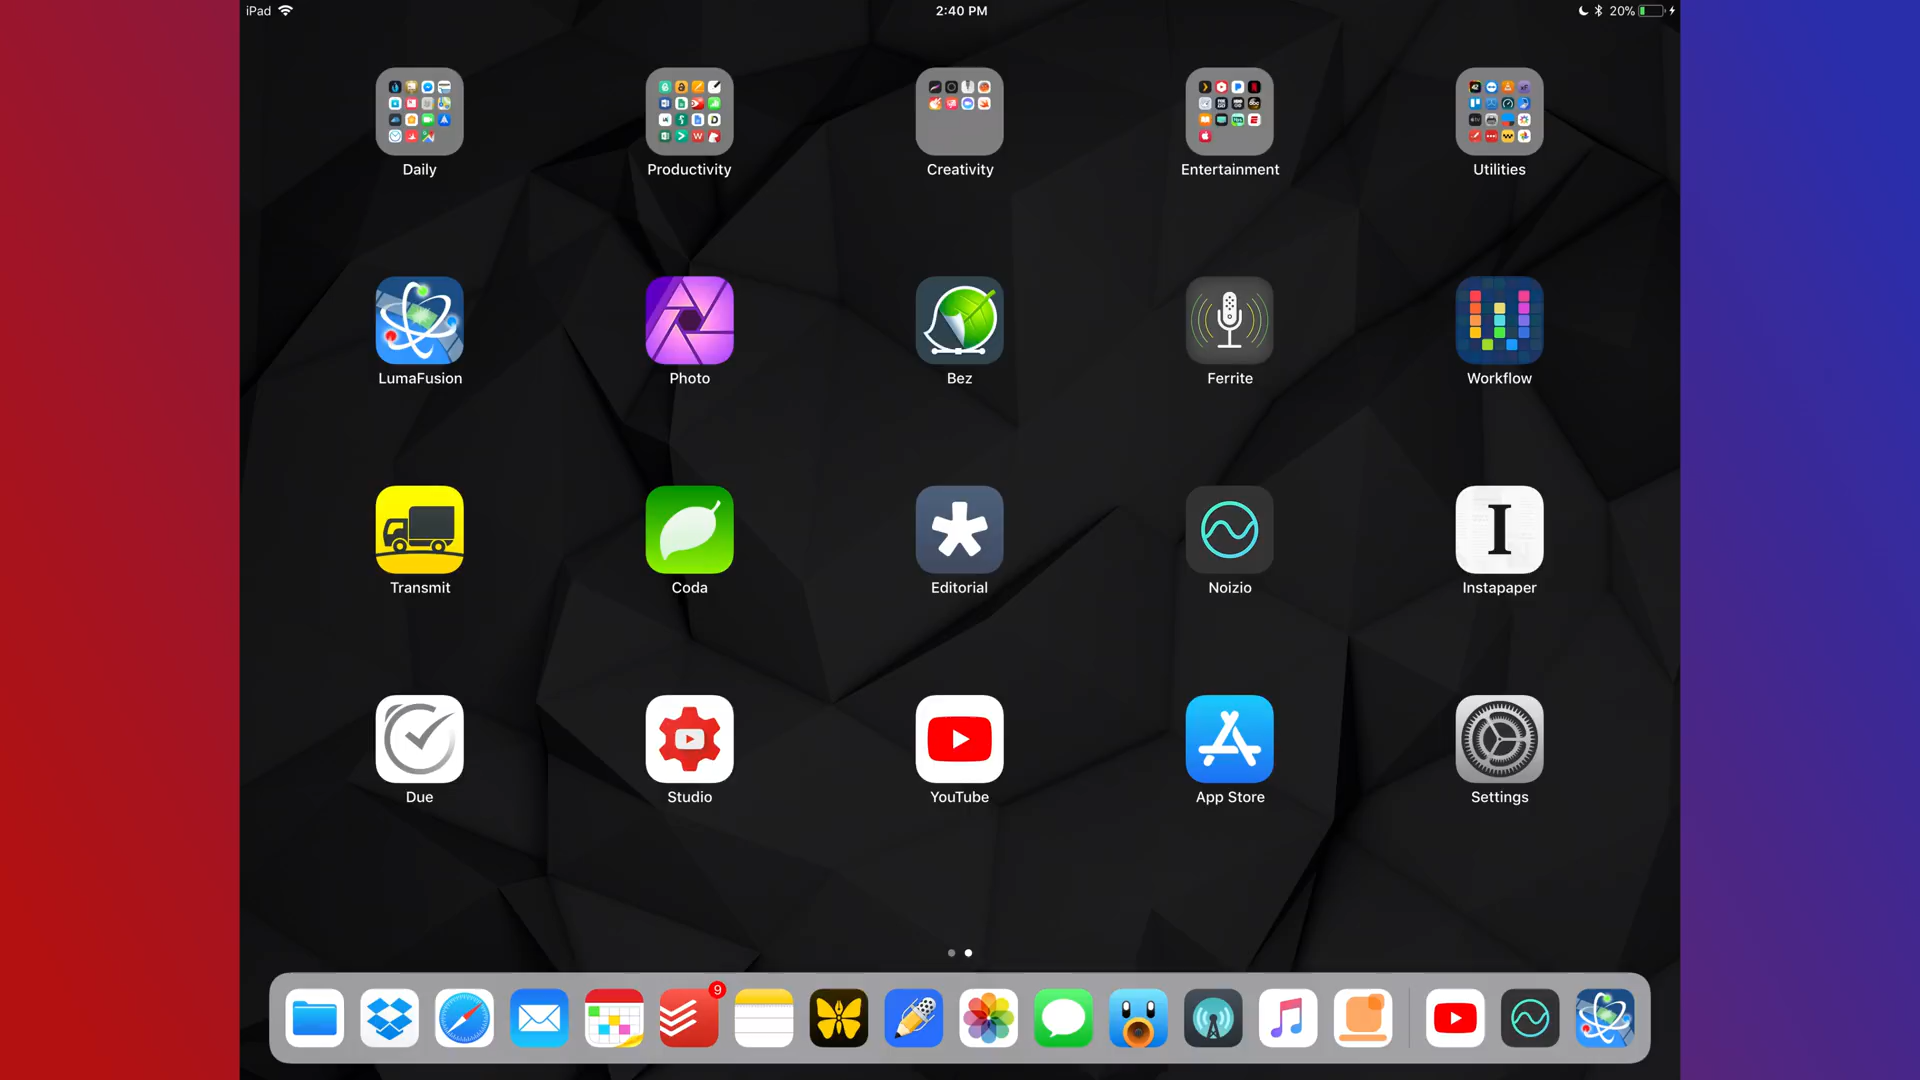 iPad 2:40 PM 20%
Daily Productivity Creativity Entertainment Utilities
LumaFusion Photo Bez Ferrite Workflow
I
Transmit Coda Editorial Noizio Instapaper
Due Studio YouTube App Store Settings
9